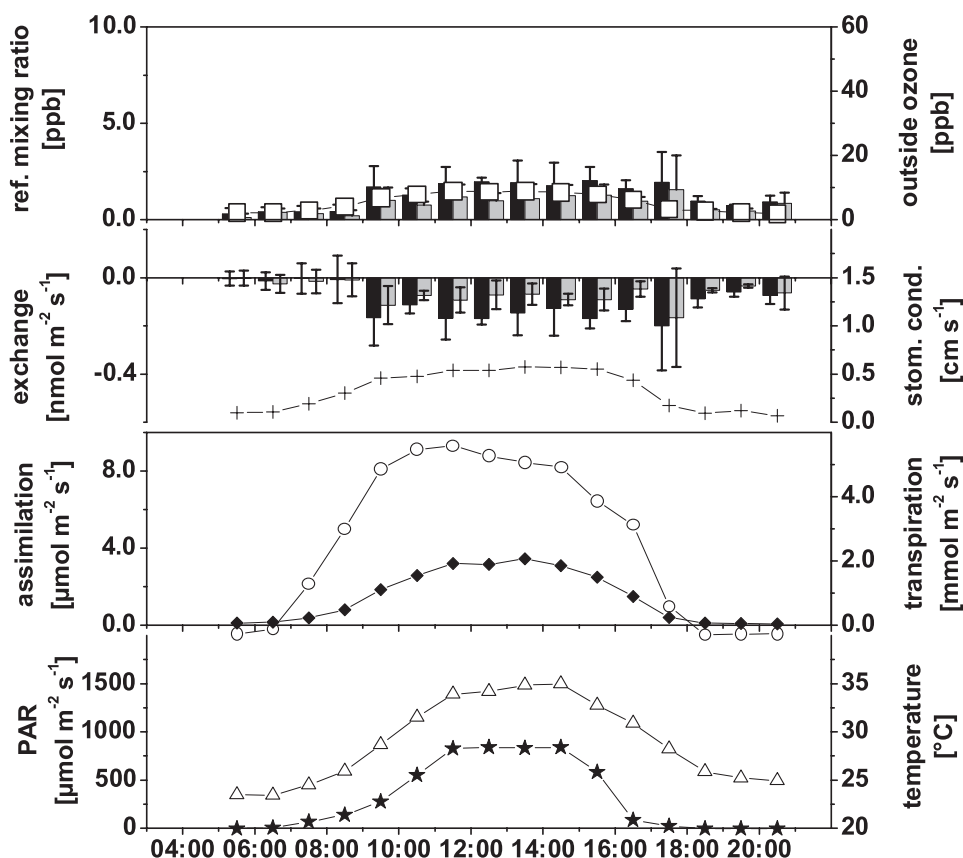 10.0
5.0
0.0
ref. mixing ratio
[ppb]
60
40
20
0
outside ozone
[ppb]
0.0
-0.4
exchange
[nmol m⁻² s⁻¹]
1.5
1.0
0.5
0.0
stom. cond.
[cm s⁻¹]
8.0
4.0
0.0
assimilation
[µmol m⁻² s⁻¹]
4.0
2.0
0.0
transpiration
[mmol m⁻² s⁻¹]
1500
1000
500
0
PAR
[µmol m⁻² s⁻¹]
35
30
25
20
temperature
[°C]
04:00 06:00 08:00 10:00 12:00 14:00 16:00 18:00 20:00